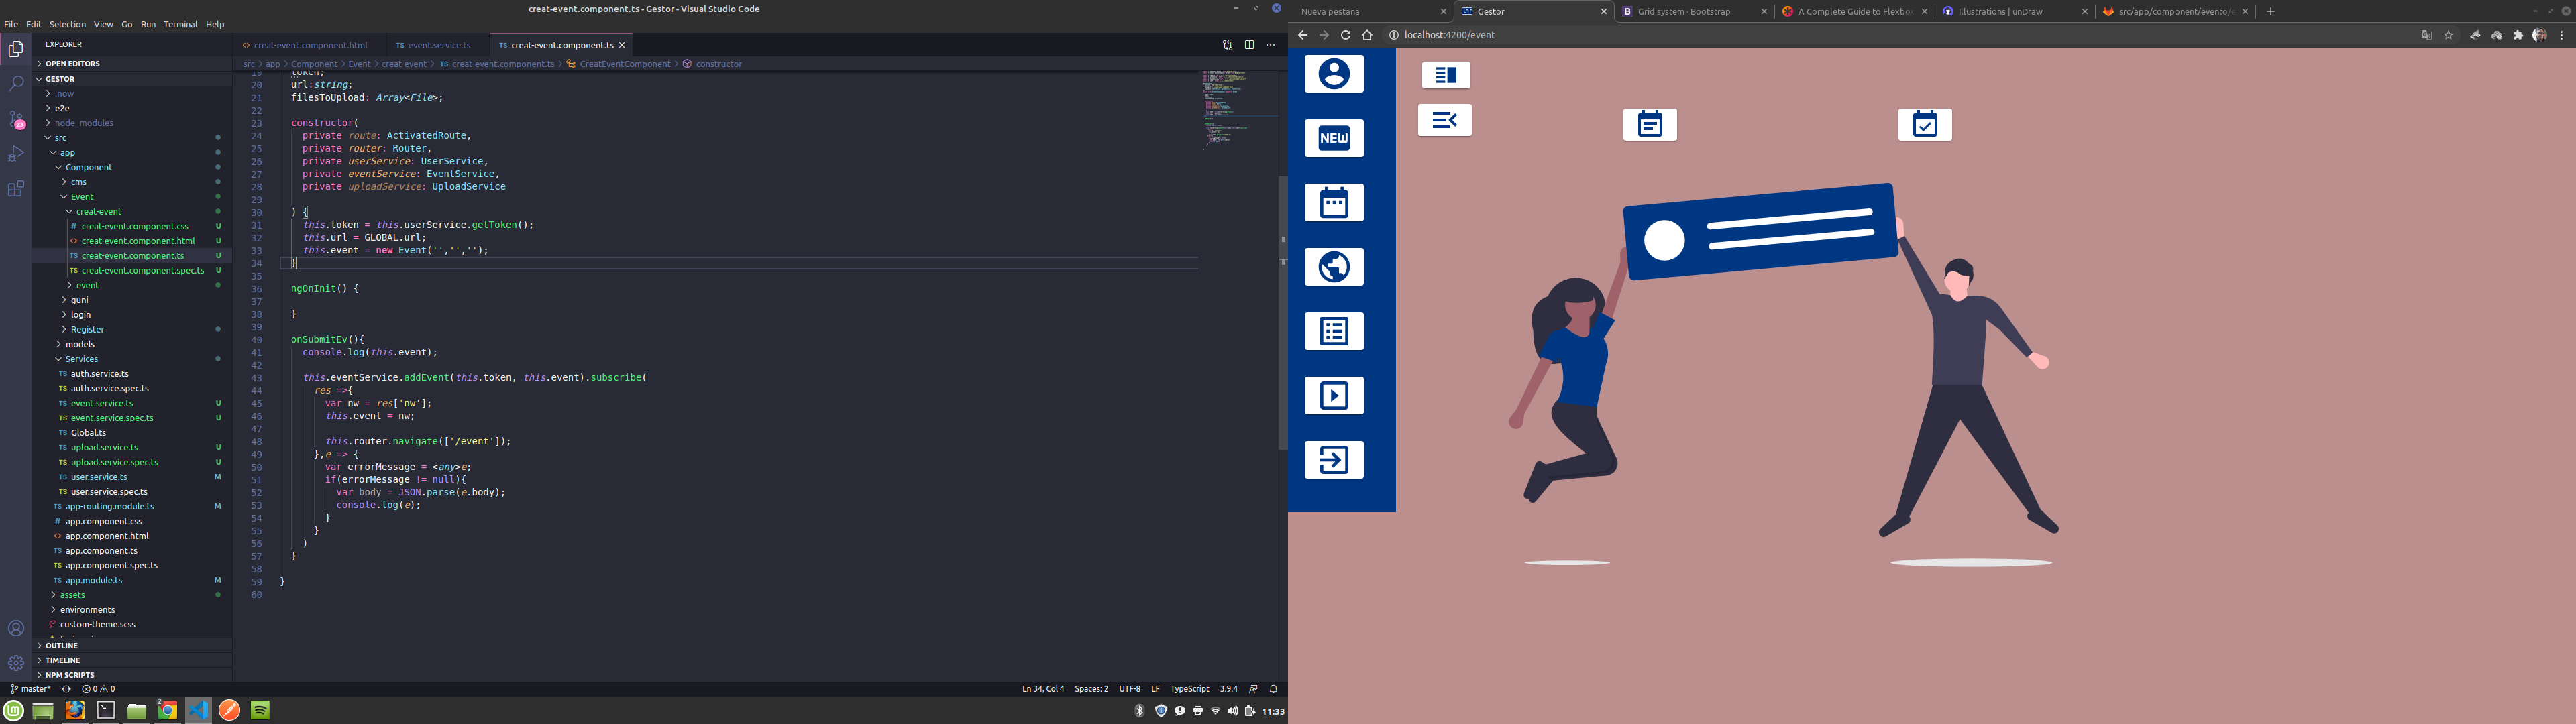 creat-event.component.ts - Gestor - Visual Studio Code
File Edit Selection View Go Run Terminal Help
EXPLORER
OPEN EDITORS
GESTOR
.now
e2e
node_modules
src
app
Component
cms
Event
creat-event
creat-event.component.css U
creat-event.component.html U
creat-event.component.ts U
creat-event.component.spec.ts U
event
guni
login
Register
models
Services
auth.service.ts
auth.service.spec.ts
event.service.ts U
event.service.spec.ts U
Global.ts
upload.service.ts U
upload.service.spec.ts U
user.service.ts M
user.service.spec.ts
app-routing.module.ts M
app.component.css
app.component.html
app.component.ts
app.component.spec.ts
app.module.ts M
assets
environments
custom-theme.scss
OUTLINE
TIMELINE
NPM SCRIPTS
creat-event.component.html
TS event.service.ts
TS creat-event.component.ts
src > app > Component > Event > creat-event > TS creat-event.component.ts > CreatEventComponent > constructor
19 token;
20 url:string;
21 filesToUpload: Array<File>;
22
23 constructor(
24 private route: ActivatedRoute,
25 private router: Router,
26 private userService: UserService,
27 private eventService: EventService,
28 private uploadService: UploadService
29
30 ) {
31 this.token = this.userService.getToken();
32 this.url = GLOBAL.url;
33 this.event = new Event('','','');
34 }
35
36 ngOnInit() {
37
38 }
39
40 onSubmitEv(){
41 console.log(this.event);
42
43 this.eventService.addEvent(this.token, this.event).subscribe(
44 res =>{
45 var nw = res['nw'];
46 this.event = nw;
47
48 this.router.navigate(['/event']);
49 },e => {
50 var errorMessage = <any>e;
51 if(errorMessage != null){
52 var body = JSON.parse(e.body);
53 console.log(e);
54 }
55 }
56 )
57 }
58
59 }
60
master* 0 0
Ln 34, Col 4 Spaces: 2 UTF-8 LF TypeScript 3.9.4
11:33
Nueva pestaña
Gestor
Grid system · Bootstrap
A Complete Guide to Flexbo
Illustrations | unDraw
src/app/component/evento/
localhost:4200/event
NEW